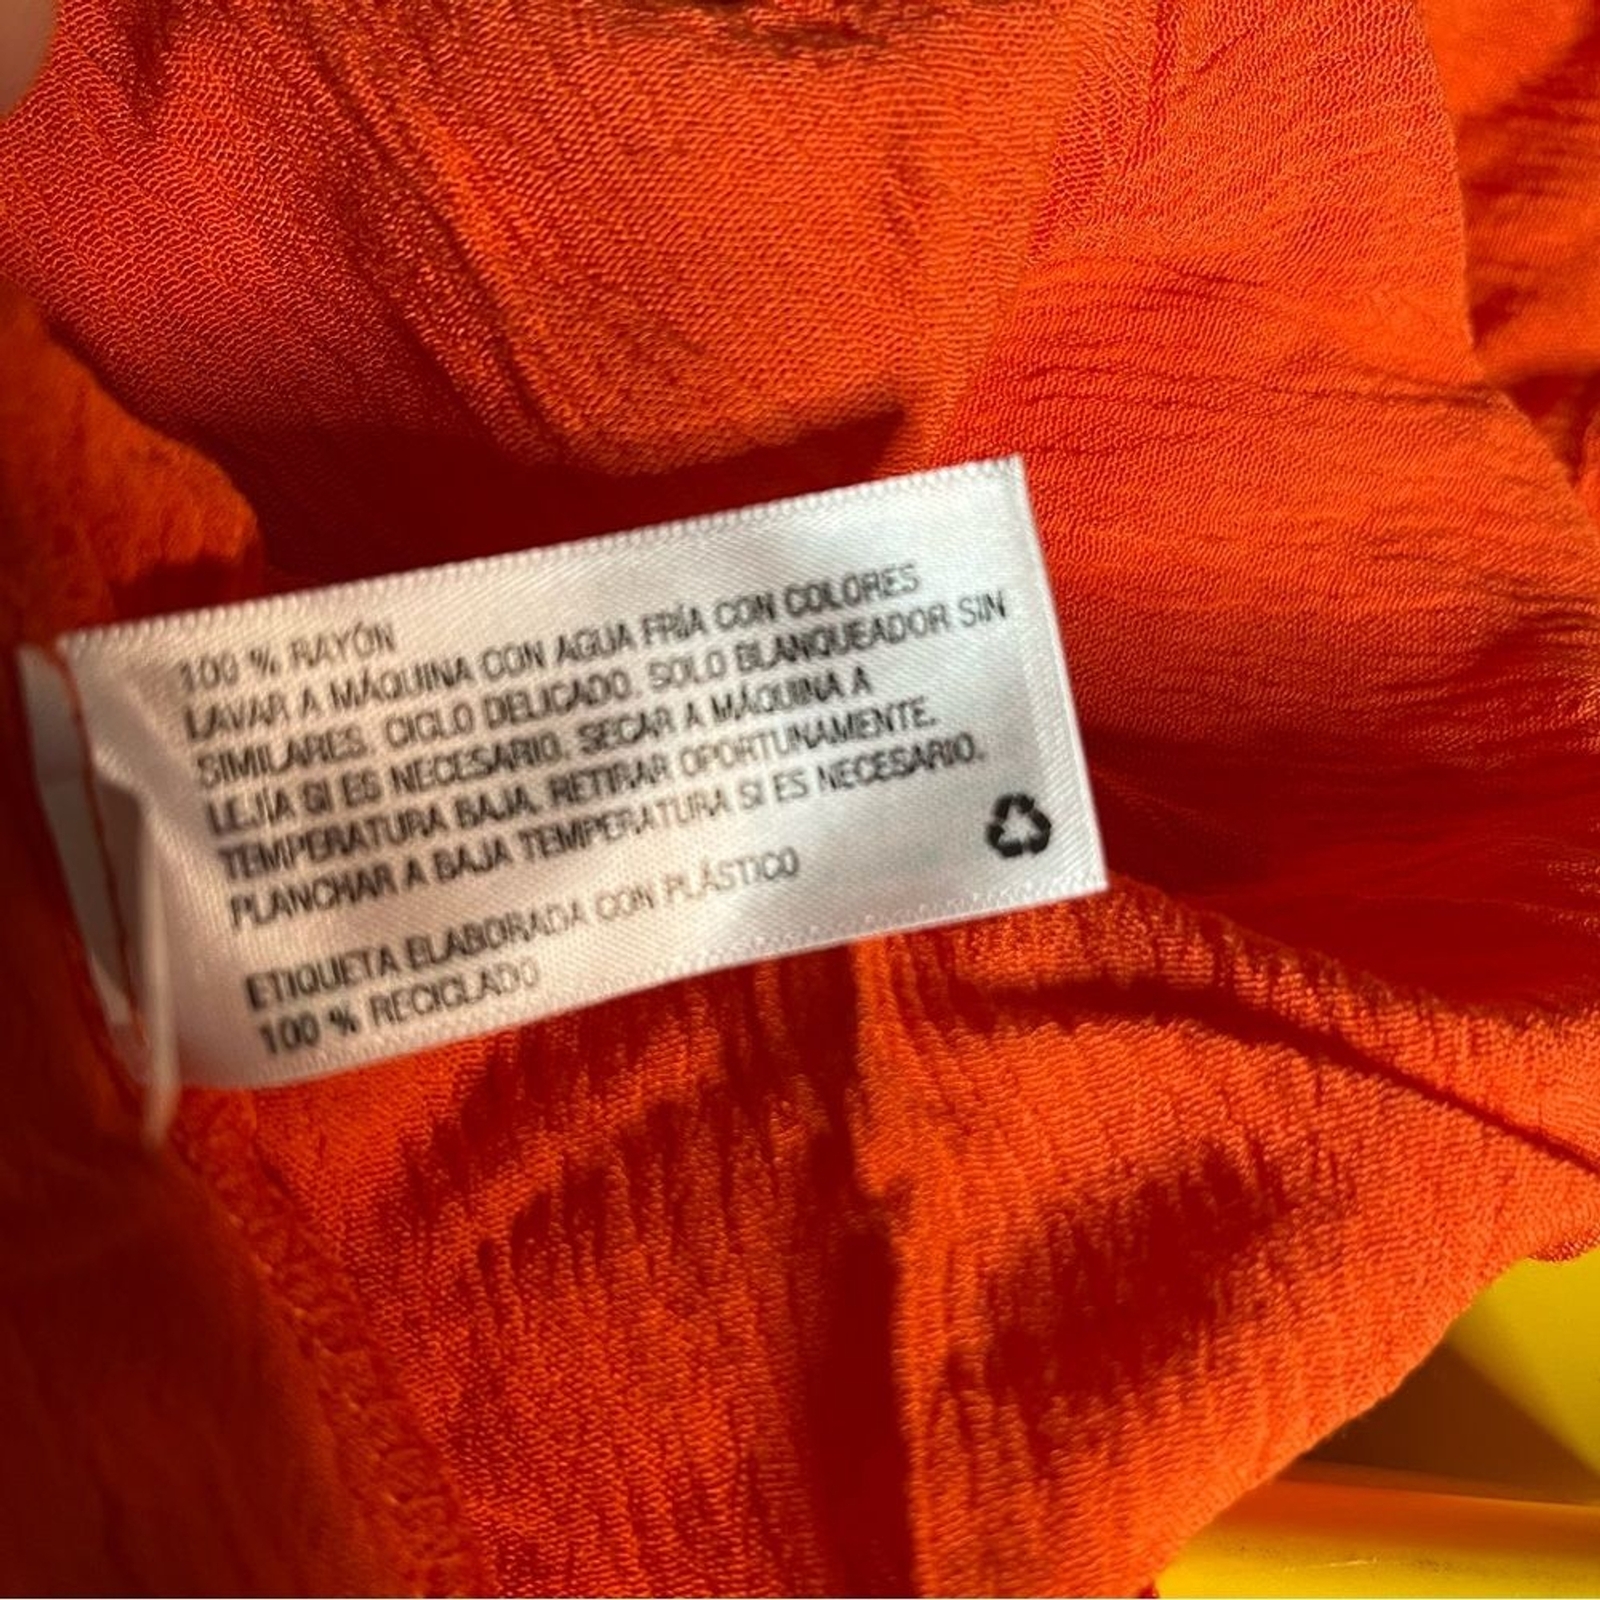 100 % RAYÓN
LAVAR A MÁQUINA CON AGUA FRÍA CON COLORES
SIMILARES. CICLO DELICADO. SOLO BLANQUEADOR SIN
LEJÍA SI ES NECESARIO. SECAR A MÁQUINA A
TEMPERATURA BAJA. RETIRAR OPORTUNAMENTE.
PLANCHAR A BAJA TEMPERATURA SI ES NECESARIO.
ETIQUETA ELABORADA CON PLÁSTICO
100 % RECICLADO